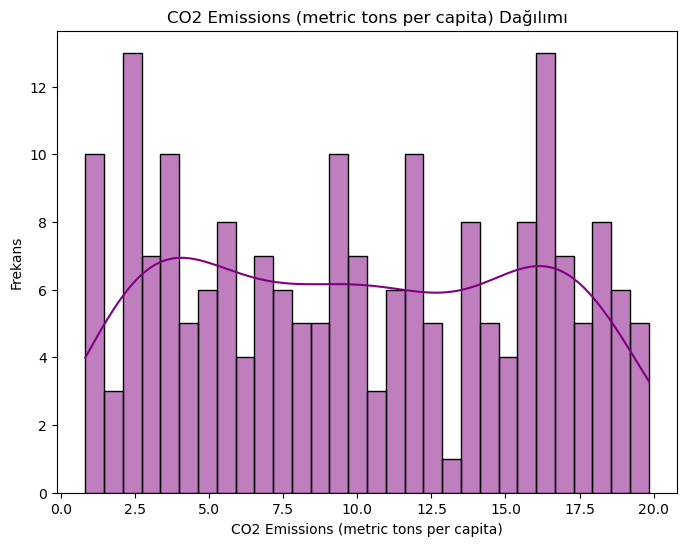 CO2 Emissions (metric tons per capita) Dağılımı
Frekans
12
10
8
6
4
2
0
0.0 2.5 5.0 7.5 10.0 12.5 15.0 17.5 20.0
CO2 Emissions (metric tons per capita)